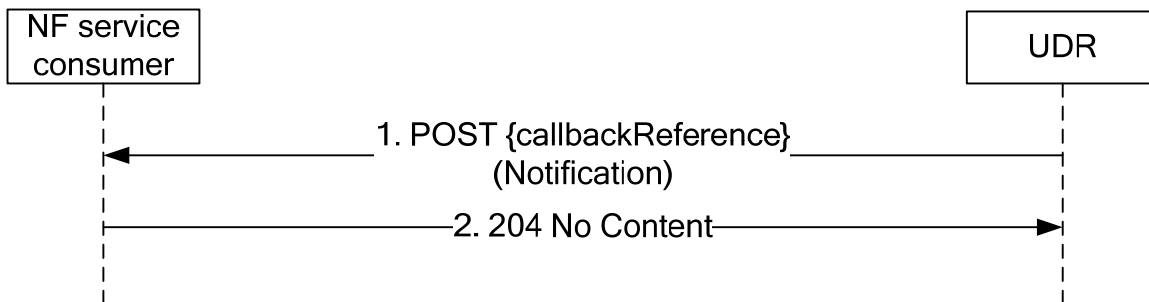 NF service
consumer
UDR
1. POST {callbackReference}
(Notification)
2. 204 No Content